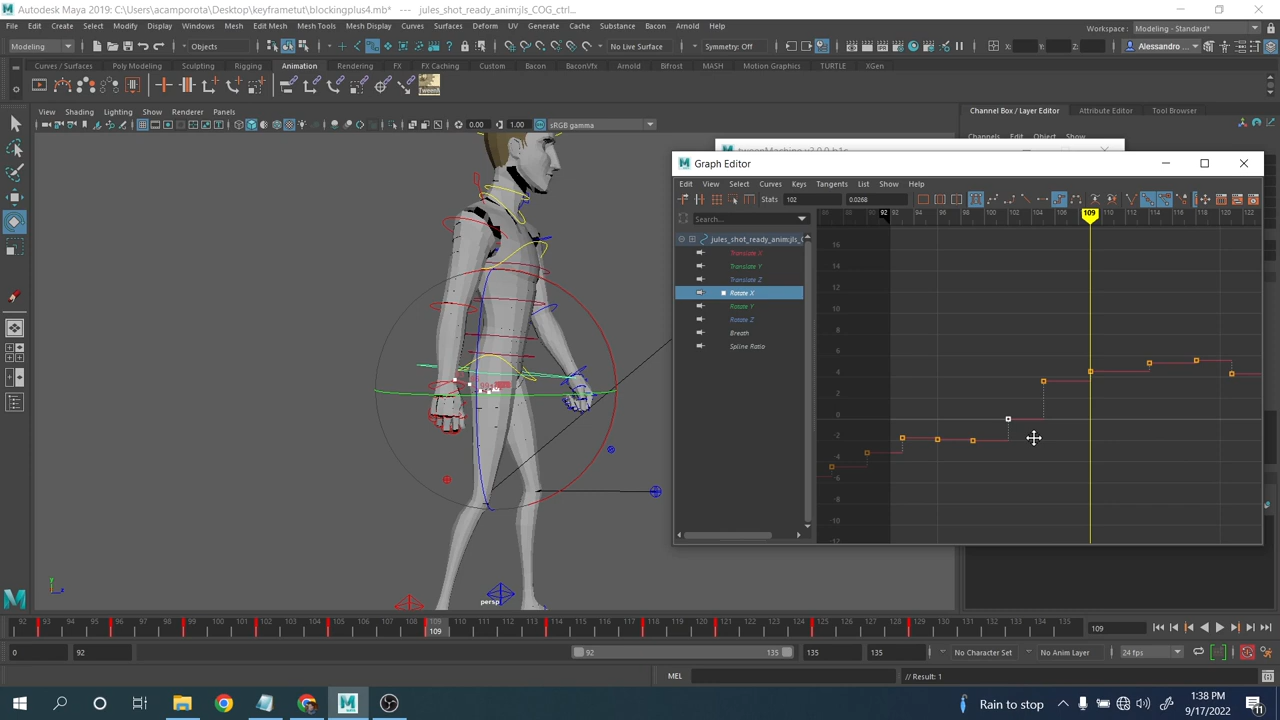 Autodesk Maya 2019: C:\Users\acamporota\Desktop\keyframetut\blockingplus4.mb* --- jules_shot_ready_anim:jls_COG_ctrl...
File Edit Create Select Modify Display Windows Mesh Edit Mesh Mesh Tools Mesh Display Curves Surfaces Deform UV Generate Cache Substance Bacon Arnold Help
Workspace: Modeling - Standard*
Modeling Objects No Live Surface Symmetry: Off X: Y: Z: Alessandro ...
Curves / Surfaces Poly Modeling Sculpting Rigging Animation Rendering FX FX Caching Custom Bacon BaconVfx Arnold Bifrost MASH Motion Graphics TURTLE XGen
TweenM
View Shading Lighting Show Renderer Panels
0.00 1.00 sRGB gamma
Channel Box / Layer Editor Attribute Editor Tool Browser
Channels Edit Object Show
Graph Editor
Edit View Select Curves Keys Tangents List Show Help
Stats 102 0.0268
Search...
92 92 94 96 98 100 102 104 109 110 112 114 116 118 120 122
jules_shot_ready_anim:jls_C
Translate X
Translate Y
Translate Z
Rotate X
Rotate Y
Rotate Z
Breath
Spline Ratio
16
14
12
10
8
6
4
2
0
-2
-4
-6
-8
-10
-12
persp
92 93 94 95 96 97 98 99 100 101 102 103 104 105 106 107 108 109 110 111 112 113 114 115 116 117 118 119 120 121 122 123 124 125 126 127 128 129 130 131 132 133 134 135
109
109
0 92 92 135 135 135 No Character Set No Anim Layer 24 fps
MEL // Result: 1
Rain to stop
1:38 PM
9/17/2022
11